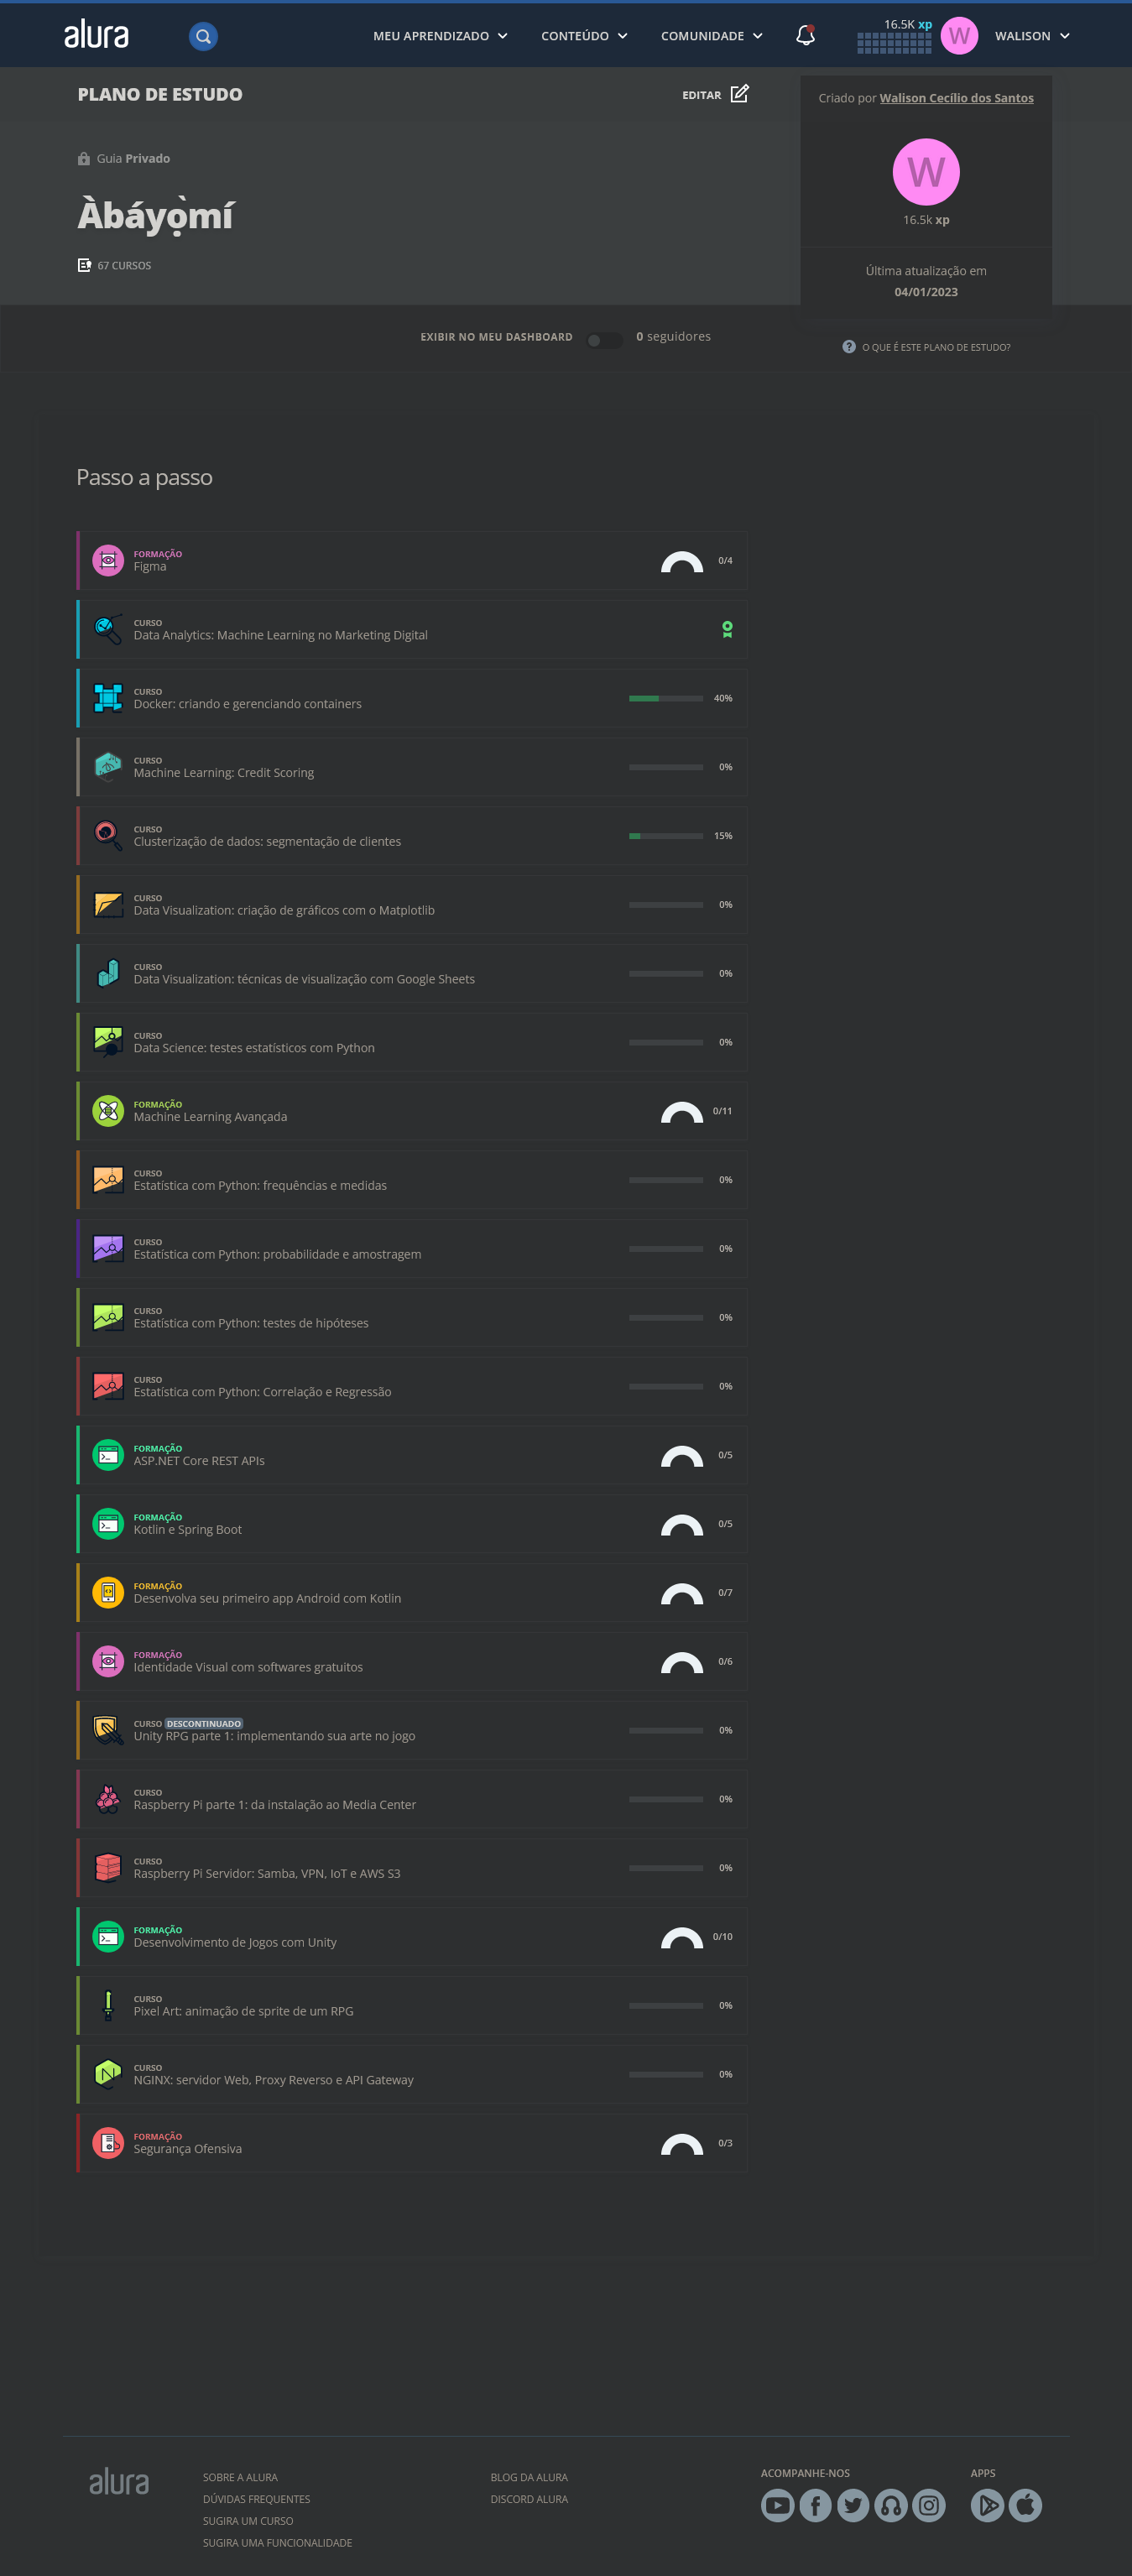 alura
MEU APRENDIZADO
CONTEÚDO
COMUNIDADE
16.5K xp
W
WALISON
PLANO DE ESTUDO
EDITAR
Criado por Walison Cecílio dos Santos
Guia Privado
W
Àbáyọ̀mí
16.5k xp
67 CURSOS
Última atualização em
04/01/2023
EXIBIR NO MEU DASHBOARD
0 seguidores
? O QUE É ESTE PLANO DE ESTUDO?
Passo a passo
FORMAÇÃO
Figma
0/4
CURSO
Data Analytics: Machine Learning no Marketing Digital
CURSO
Docker: criando e gerenciando containers
40%
CURSO
Machine Learning: Credit Scoring
0%
CURSO
Clusterização de dados: segmentação de clientes
15%
CURSO
Data Visualization: criação de gráficos com o Matplotlib
0%
CURSO
Data Visualization: técnicas de visualização com Google Sheets
0%
CURSO
Data Science: testes estatísticos com Python
0%
FORMAÇÃO
Machine Learning Avançada
0/11
CURSO
Estatística com Python: frequências e medidas
0%
CURSO
Estatística com Python: probabilidade e amostragem
0%
CURSO
Estatística com Python: testes de hipóteses
0%
CURSO
Estatística com Python: Correlação e Regressão
0%
FORMAÇÃO
ASP.NET Core REST APIs
0/5
FORMAÇÃO
Kotlin e Spring Boot
0/5
FORMAÇÃO
Desenvolva seu primeiro app Android com Kotlin
0/7
FORMAÇÃO
Identidade Visual com softwares gratuitos
0/6
CURSO DESCONTINUADO
Unity RPG parte 1: implementando sua arte no jogo
0%
CURSO
Raspberry Pi parte 1: da instalação ao Media Center
0%
CURSO
Raspberry Pi Servidor: Samba, VPN, IoT e AWS S3
0%
FORMAÇÃO
Desenvolvimento de Jogos com Unity
0/10
CURSO
Pixel Art: animação de sprite de um RPG
0%
CURSO
NGINX: servidor Web, Proxy Reverso e API Gateway
0%
FORMAÇÃO
Segurança Ofensiva
0/3
alura
SOBRE A ALURA
DÚVIDAS FREQUENTES
SUGIRA UM CURSO
SUGIRA UMA FUNCIONALIDADE
BLOG DA ALURA
DISCORD ALURA
ACOMPANHE-NOS
APPS